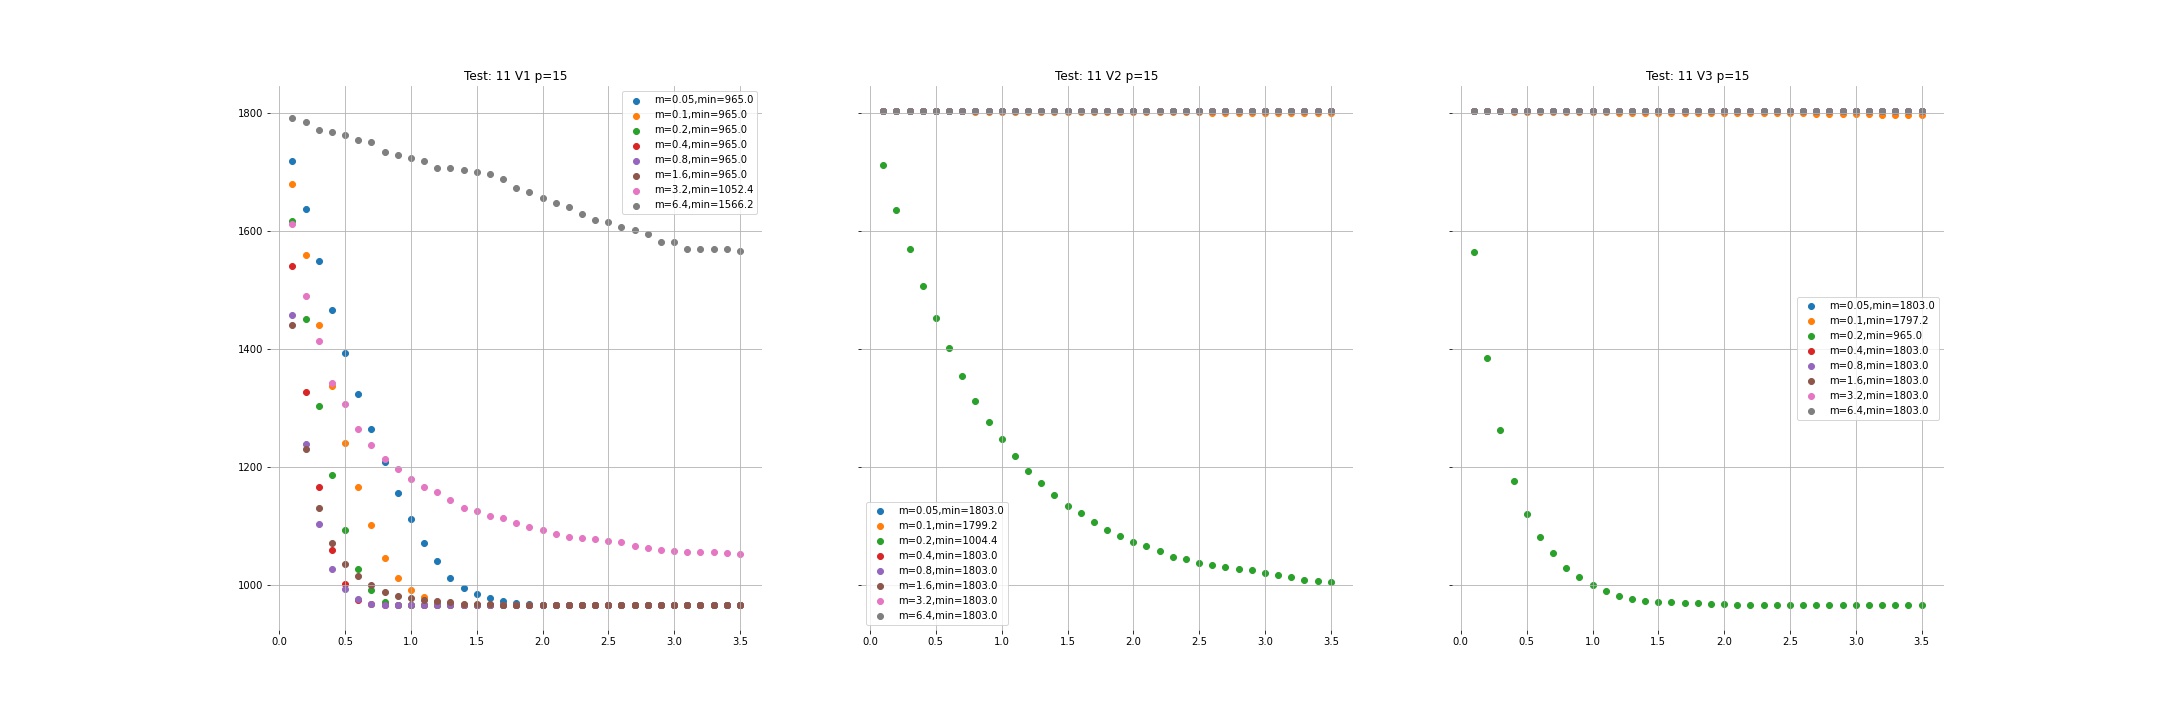 Test: 11 V1 p=15
1800
1600
1400
1200
1000
0.0 0.5 1.0 1.5 2.0 2.5 3.0 3.5
m=0.05,min=965.0
m=0.1,min=965.0
m=0.2,min=965.0
m=0.4,min=965.0
m=0.8,min=965.0
m=1.6,min=965.0
m=3.2,min=1052.4
m=6.4,min=1566.2
Test: 11 V2 p=15
m=0.05,min=1803.0
m=0.1,min=1799.2
m=0.2,min=1004.4
m=0.4,min=1803.0
m=0.8,min=1803.0
m=1.6,min=1803.0
m=3.2,min=1803.0
m=6.4,min=1803.0
0.0 0.5 1.0 1.5 2.0 2.5 3.0 3.5
Test: 11 V3 p=15
m=0.05,min=1803.0
m=0.1,min=1797.2
m=0.2,min=965.0
m=0.4,min=1803.0
m=0.8,min=1803.0
m=1.6,min=1803.0
m=3.2,min=1803.0
m=6.4,min=1803.0
0.0 0.5 1.0 1.5 2.0 2.5 3.0 3.5